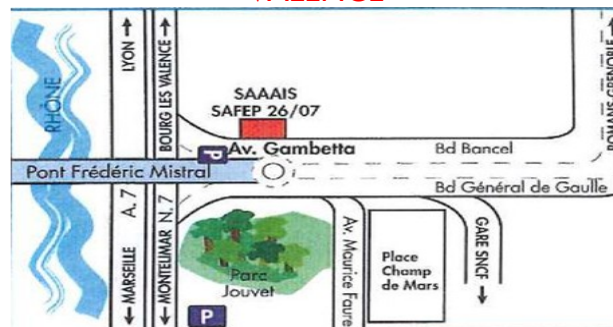 VALENCE
RHÔNE
LYON
BOURG LES VALENCE
SAAAIS
SAFEP 26/07
P
Av. Gambetta
Bd Bancel
ROMANS GRENOBLE
Pont Frédéric Mistral
Bd Général de Gaulle
MARSEILLE A. 7
MONTELIMAR N. 7
Parc
Jouvet
P
Av. Maurice Faure
Place
Champ
de Mars
GARE SNCF